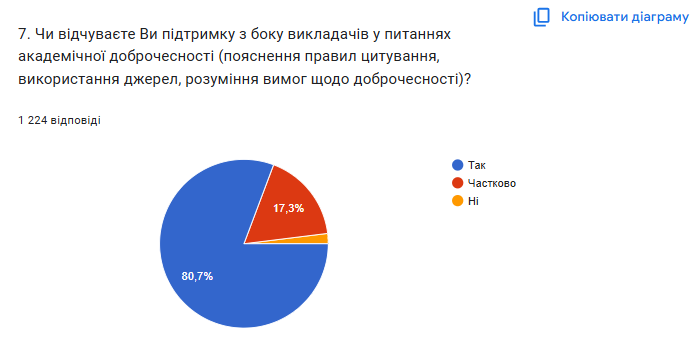 Копіювати діаграму
7. Чи відчуваєте Ви підтримку з боку викладачів у питаннях
академічної доброчесності (пояснення правил цитування,
використання джерел, розуміння вимог щодо доброчесності)?
1 224 відповіді
Так
Частково
Ні
17,3%
80,7%